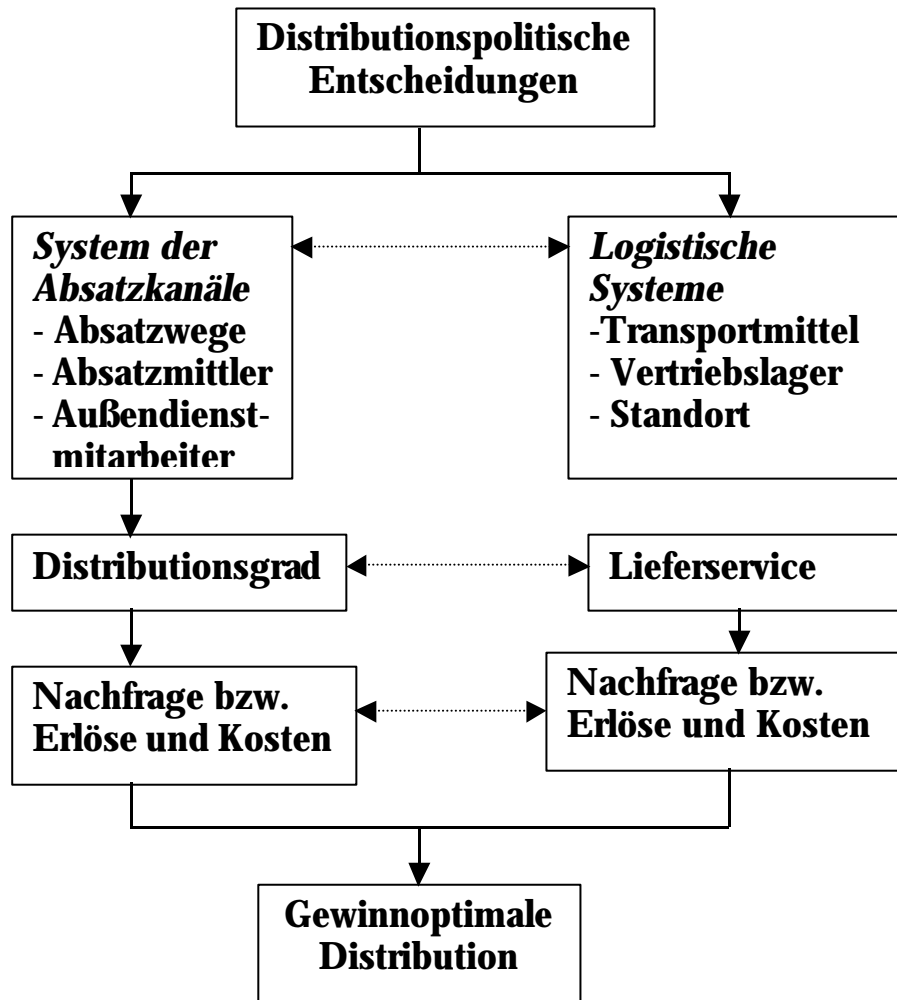 Distributionspolitische
Entscheidungen
System der
Absatzkanäle
- Absatzwege
- Absatzmittler
- Außendienst-
mitarbeiter
Logistische
Systeme
-Transportmittel
- Vertriebslager
- Standort
Distributionsgrad
Lieferservice
Nachfrage bzw.
Erlöse und Kosten
Nachfrage bzw.
Erlöse und Kosten
Gewinnoptimale
Distribution